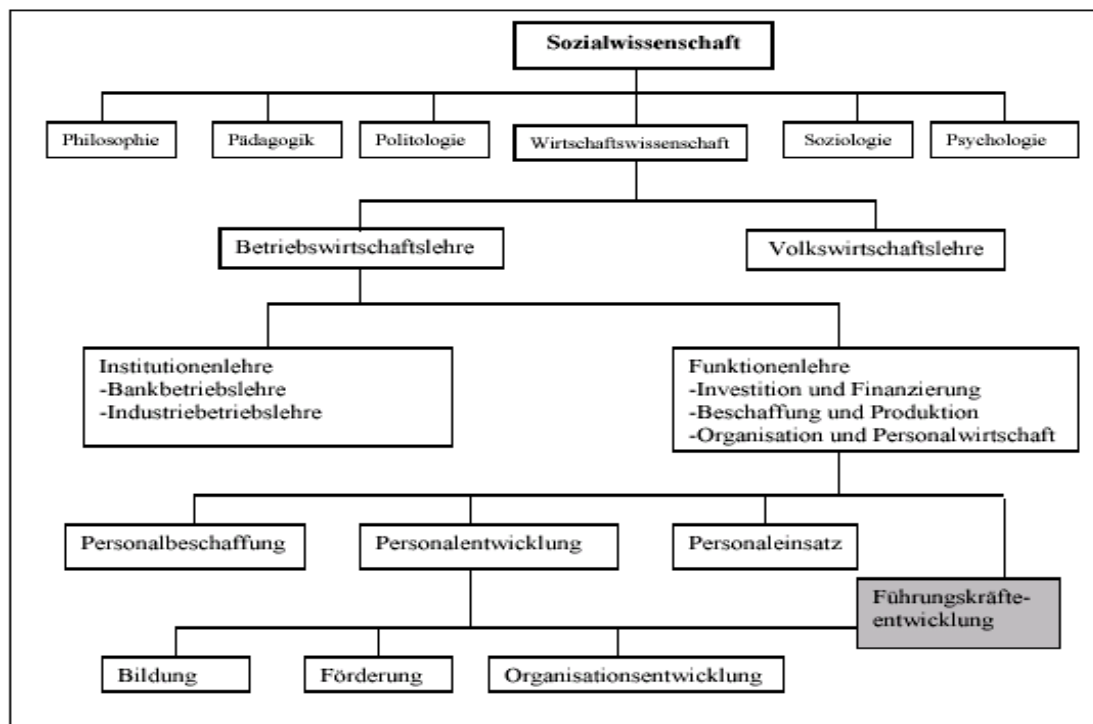 Sozialwissenschaft
Philosophie
Pädagogik
Politologie
Wirtschaftswissenschaft
Soziologie
Psychologie
Betriebswirtschaftslehre
Volkswirtschaftslehre
Institutionenlehre
-Bankbetriebslehre
-Industriebetriebslehre
Funktionenlehre
-Investition und Finanzierung
-Beschaffung und Produktion
-Organisation und Personalwirtschaft
Personalbeschaffung
Personalentwicklung
Personaleinsatz
Führungskräfte-
entwicklung
Bildung
Förderung
Organisationsentwicklung